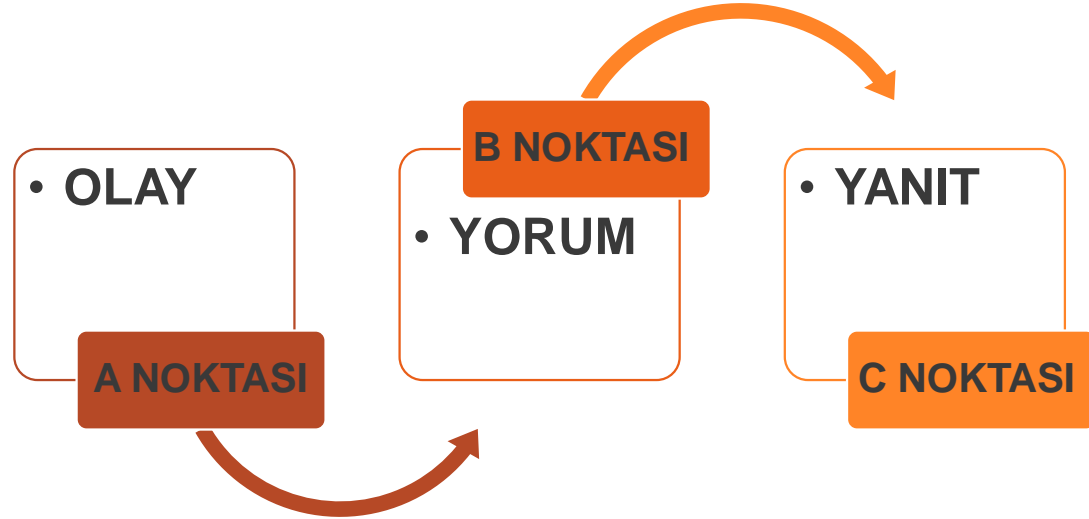 • OLAY
A NOKTASI
B NOKTASI
• YORUM
• YANIT
C NOKTASI